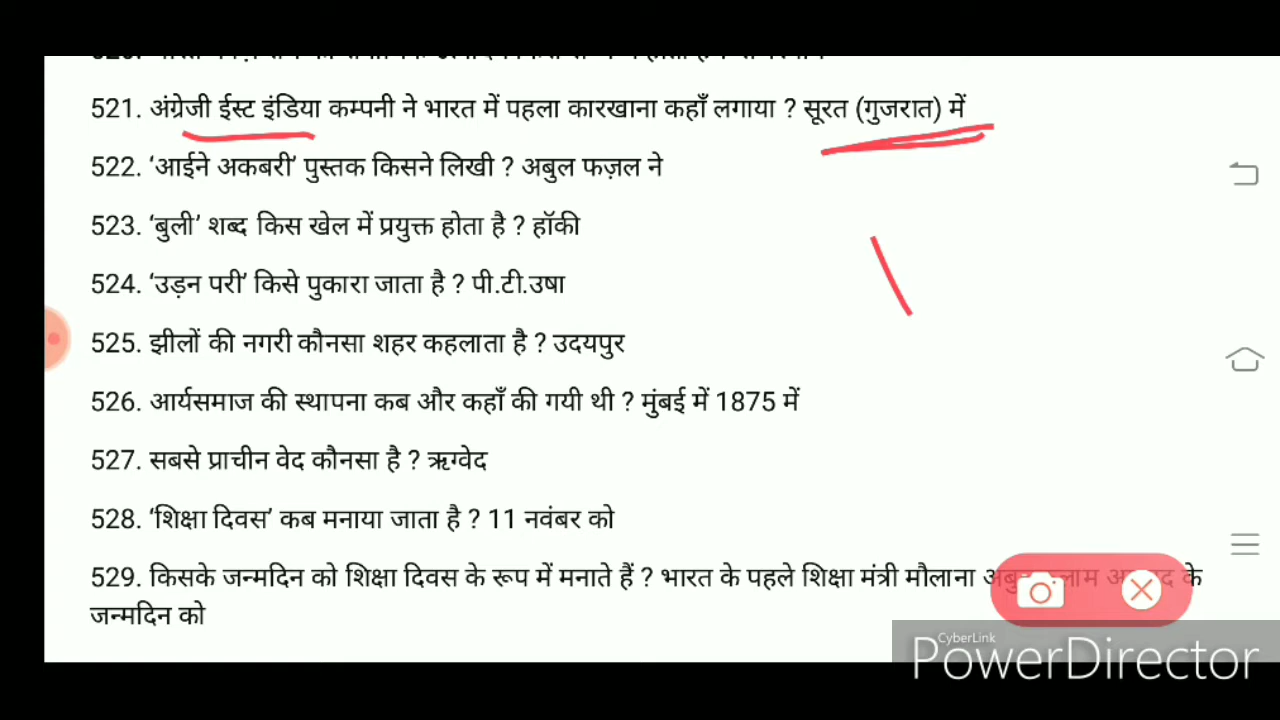 521. अंग्रेजी ईस्ट इंडिया कम्पनी ने भारत में पहला कारखाना कहाँ लगाया ? सूरत (गुजरात) में
522. ‘आईने अकबरी’ पुस्तक किसने लिखी ? अबुल फज़ल ने
523. ‘बुली’ शब्द किस खेल में प्रयुक्त होता है ? हॉकी
524. ‘उड़न परी’ किसे पुकारा जाता है ? पी.टी.उषा
525. झीलों की नगरी कौनसा शहर कहलाता है ? उदयपुर
526. आर्यसमाज की स्थापना कब और कहाँ की गयी थी ? मुंबई में 1875 में
527. सबसे प्राचीन वेद कौनसा है ? ऋग्वेद
528. ‘शिक्षा दिवस’ कब मनाया जाता है ? 11 नवंबर को
529. किसके जन्मदिन को शिक्षा दिवस के रूप में मनाते हैं ? भारत के पहले शिक्षा मंत्री मौलाना के
जन्मदिन को
CyberLink
PowerDirector